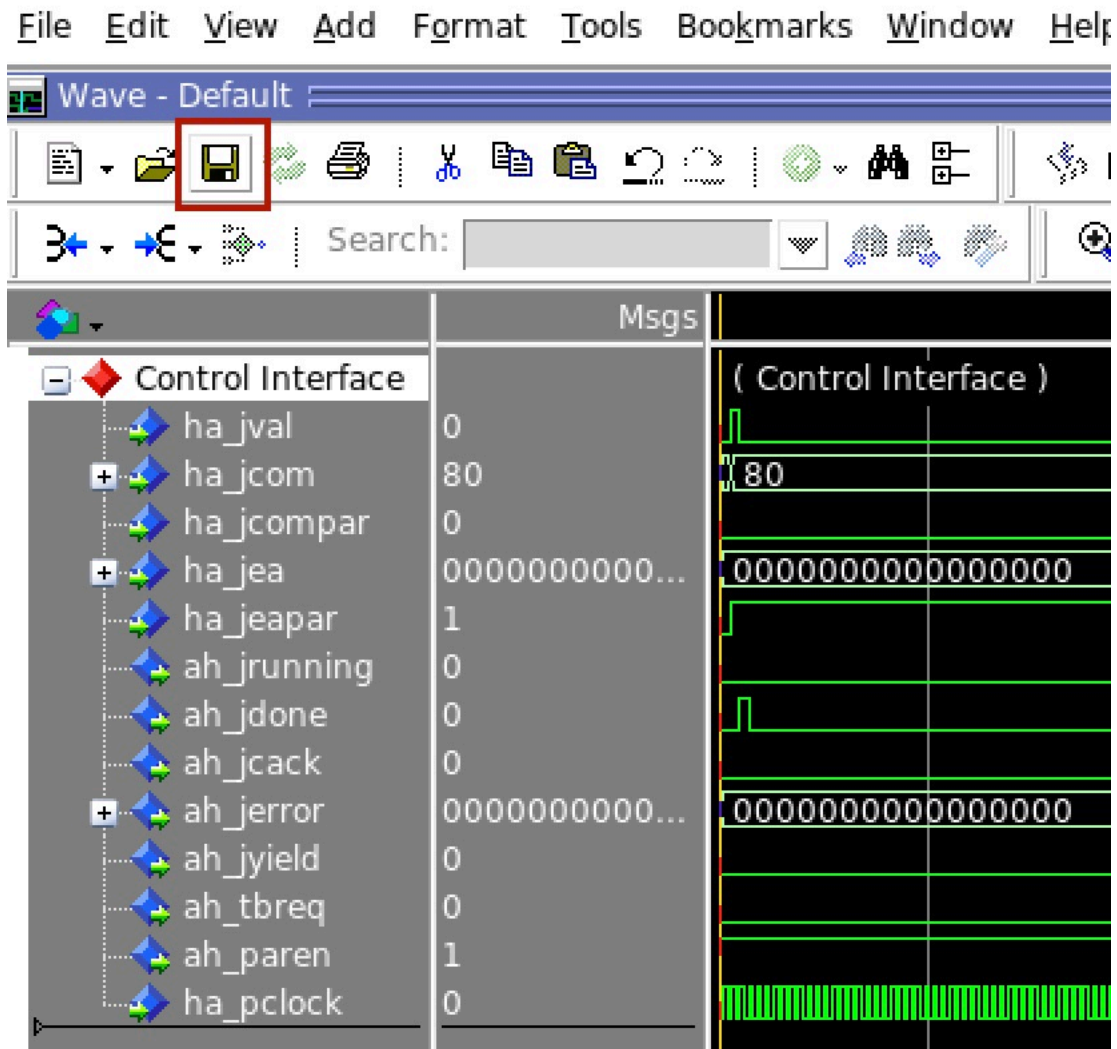 File Edit View Add Format Tools Bookmarks Window Help
Wave - Default
Search:
Msgs
Control Interface ( Control Interface )
ha_jval 0
ha_jcom 80 80
ha_jcompar 0
ha_jea 0000000000... 0000000000000000
ha_jeapar 1
ah_jrunning 0
ah_jdone 0
ah_jcack 0
ah_jerror 0000000000... 0000000000000000
ah_jyield 0
ah_tbreq 0
ah_paren 1
ha_pclock 0